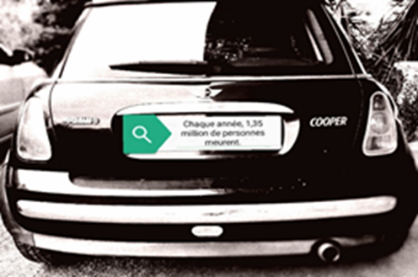 Chaque année, 1,35
million de personnes
meurent.
COOPER